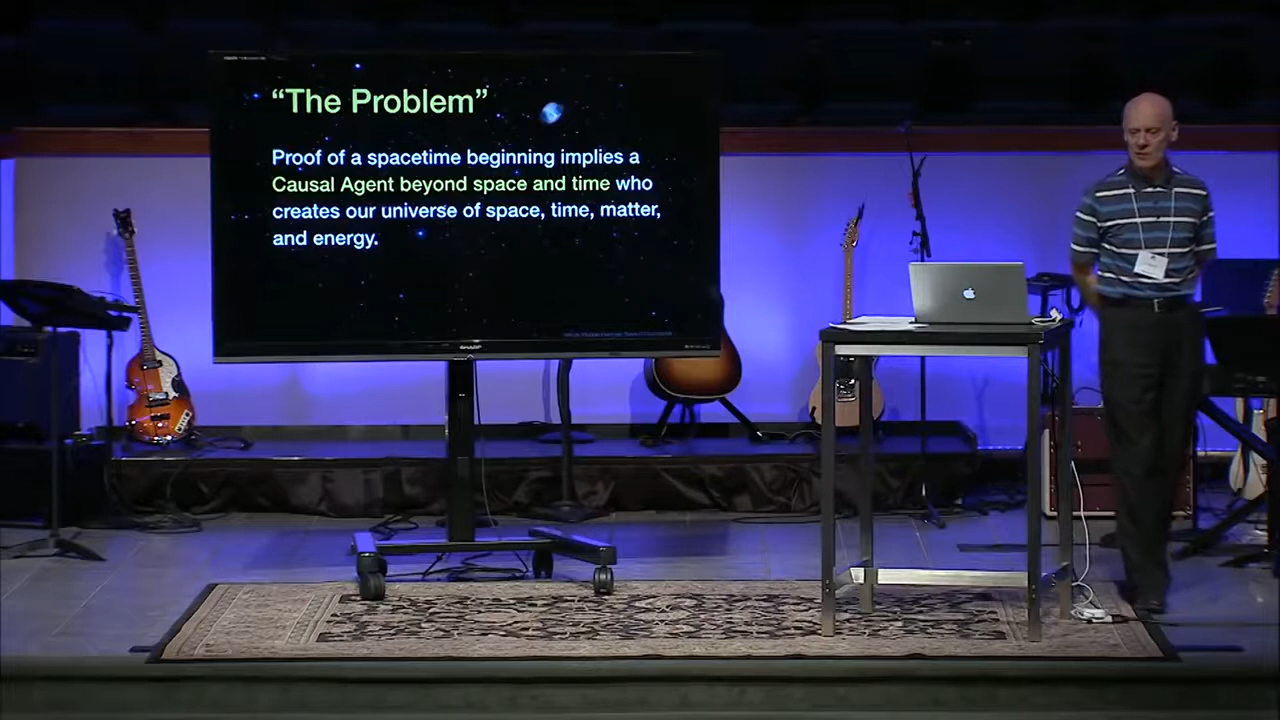 “The Problem”
Proof of a spacetime beginning implies a
Causal Agent beyond space and time who
creates our universe of space, time, matter,
and energy.
SHARP